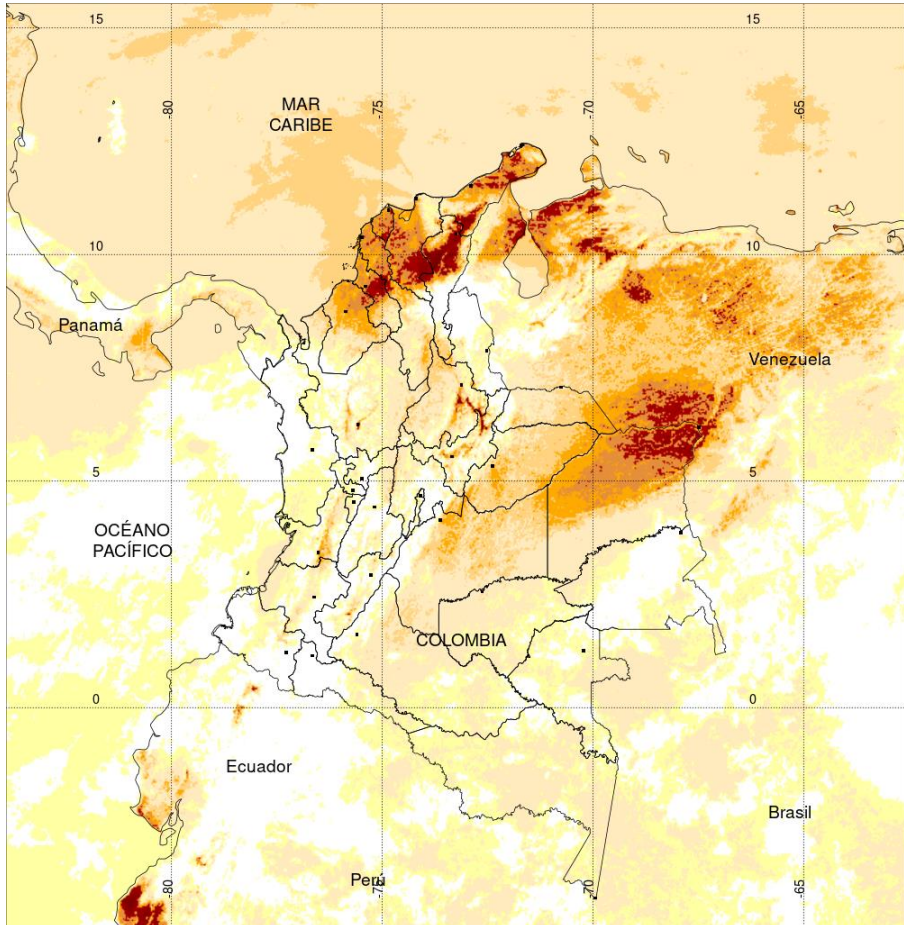 15
15
-80
-75
-70
-65
MAR
CARIBE
10
10
Panamá
Venezuela
5
5
OCÉANO
PACÍFICO
COLOMBIA
0
0
Ecuador
Brasil
Perú
-80
-75
-70
-65